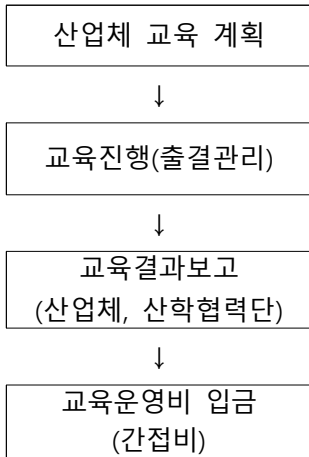 산업체 교육 계획
↓
교육진행(출결관리)
↓
교육결과보고
(산업체, 산학협력단)
↓
교육운영비 입금
(간접비)